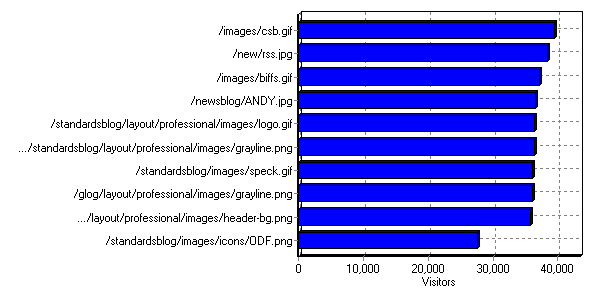 /images/csb.gif
/new/rss.jpg
/images/biffs.gif
/newsblog/ANDY.jpg
/standardsblog/layout/professional/images/logo.gif
.../standardsblog/layout/professional/images/grayline.png
/standardsblog/images/speck.gif
/glog/layout/professional/images/grayline.png
.../layout/professional/images/header-bg.png
/standardsblog/images/icons/ODF.png
0 10,000 20,000 30,000 40,000
Visitors